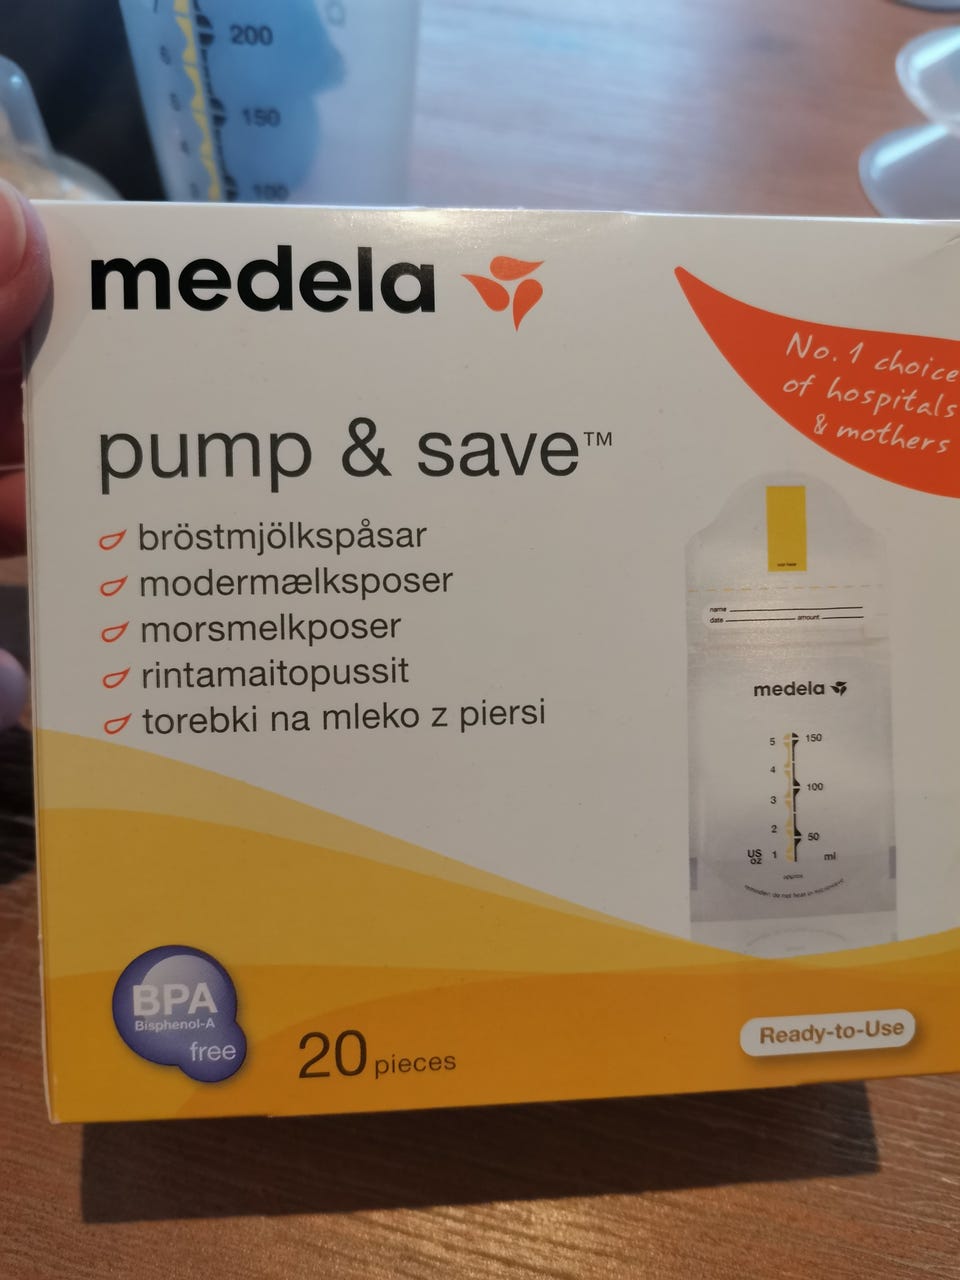 200
150
100
medela
No. 1 choice
of hospitals
& mothers
pump & save™
bröstmjölkspåsar
modermælksposer
morsmelkposer
rintamaitopussit
torebki na mleko z piersi
name
date amount
medela
5 150
4
100
3
2
50
US oz 1 ml
approx
BPA
Bisphenol-A
free
20 pieces
Ready-to-Use